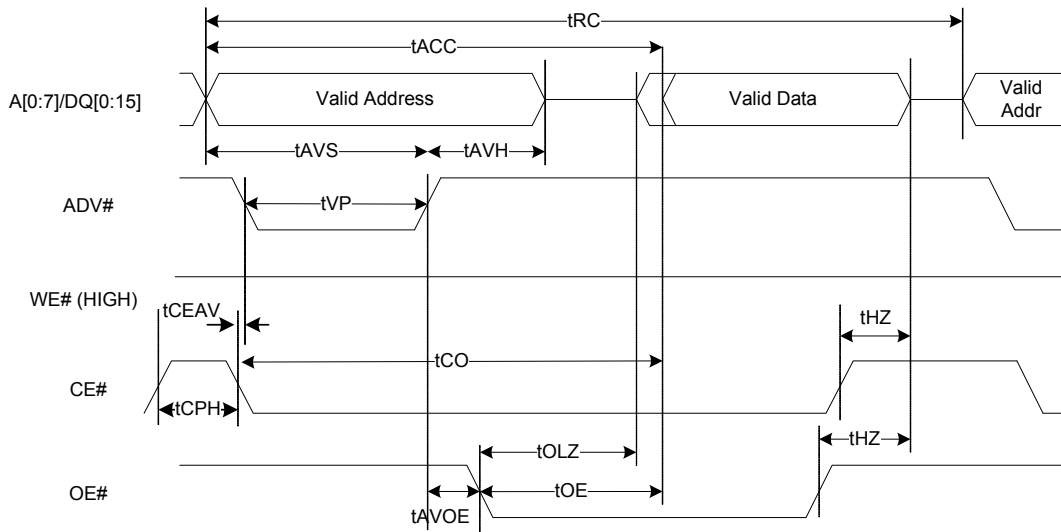 tRC
tACC
A[0:7]/DQ[0:15]
Valid Address
Valid Data
Valid
Addr
tAVS
tAVH
ADV#
tVP
WE# (HIGH)
tCEAV
tHZ
tCO
CE#
tCPH
tHZ
tOLZ
OE#
tOE
tAVOE